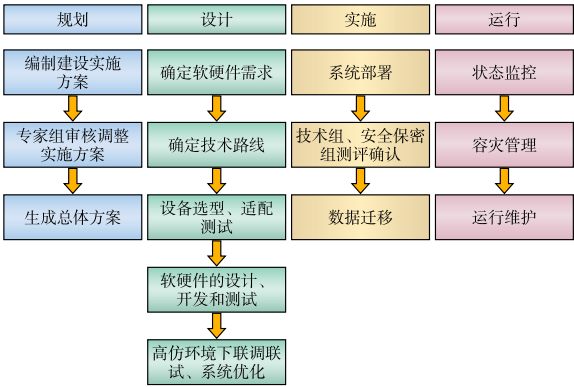 规划
编制建设实施
方案
专家组审核调整
实施方案
生成总体方案
设计
确定软硬件需求
确定技术路线
设备选型、适配
测试
软硬件的设计、
开发和测试
高仿环境下联调联
试、系统优化
实施
系统部署
技术组、安全保密
组测评确认
数据迁移
运行
状态监控
容灾管理
运行维护